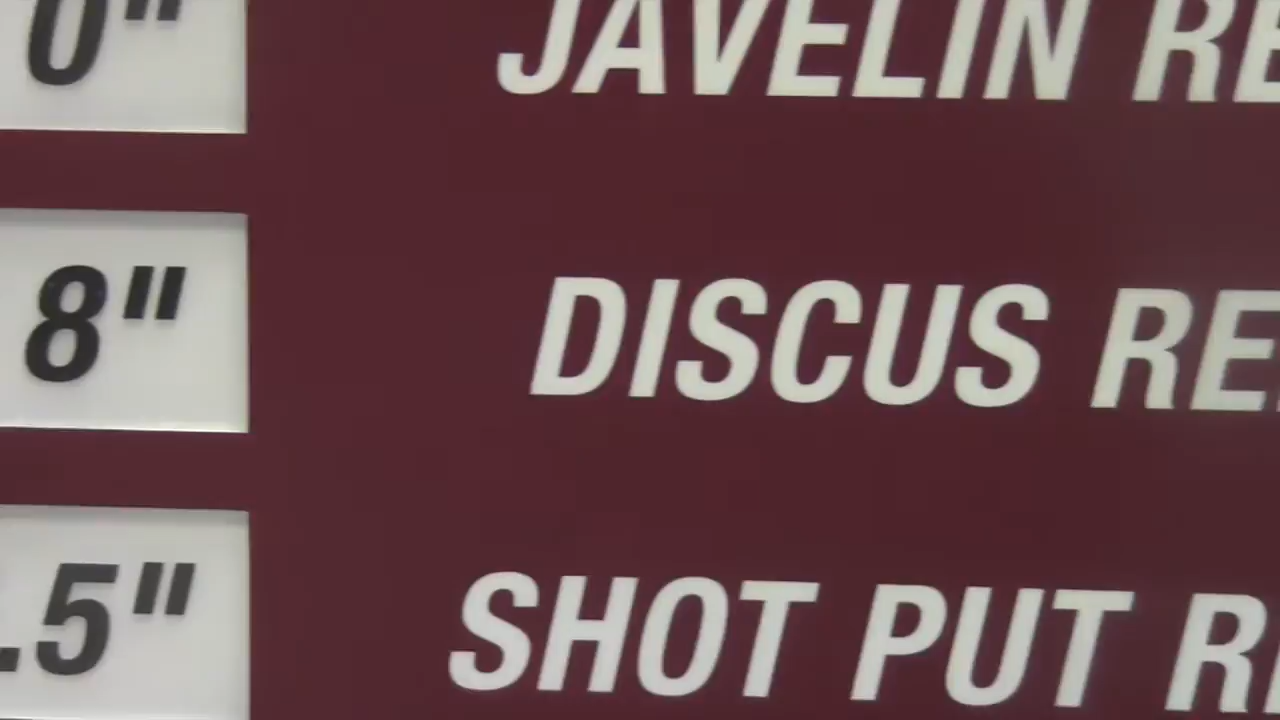 0" JAVELIN RE
8" DISCUS RE
.5" SHOT PUT R